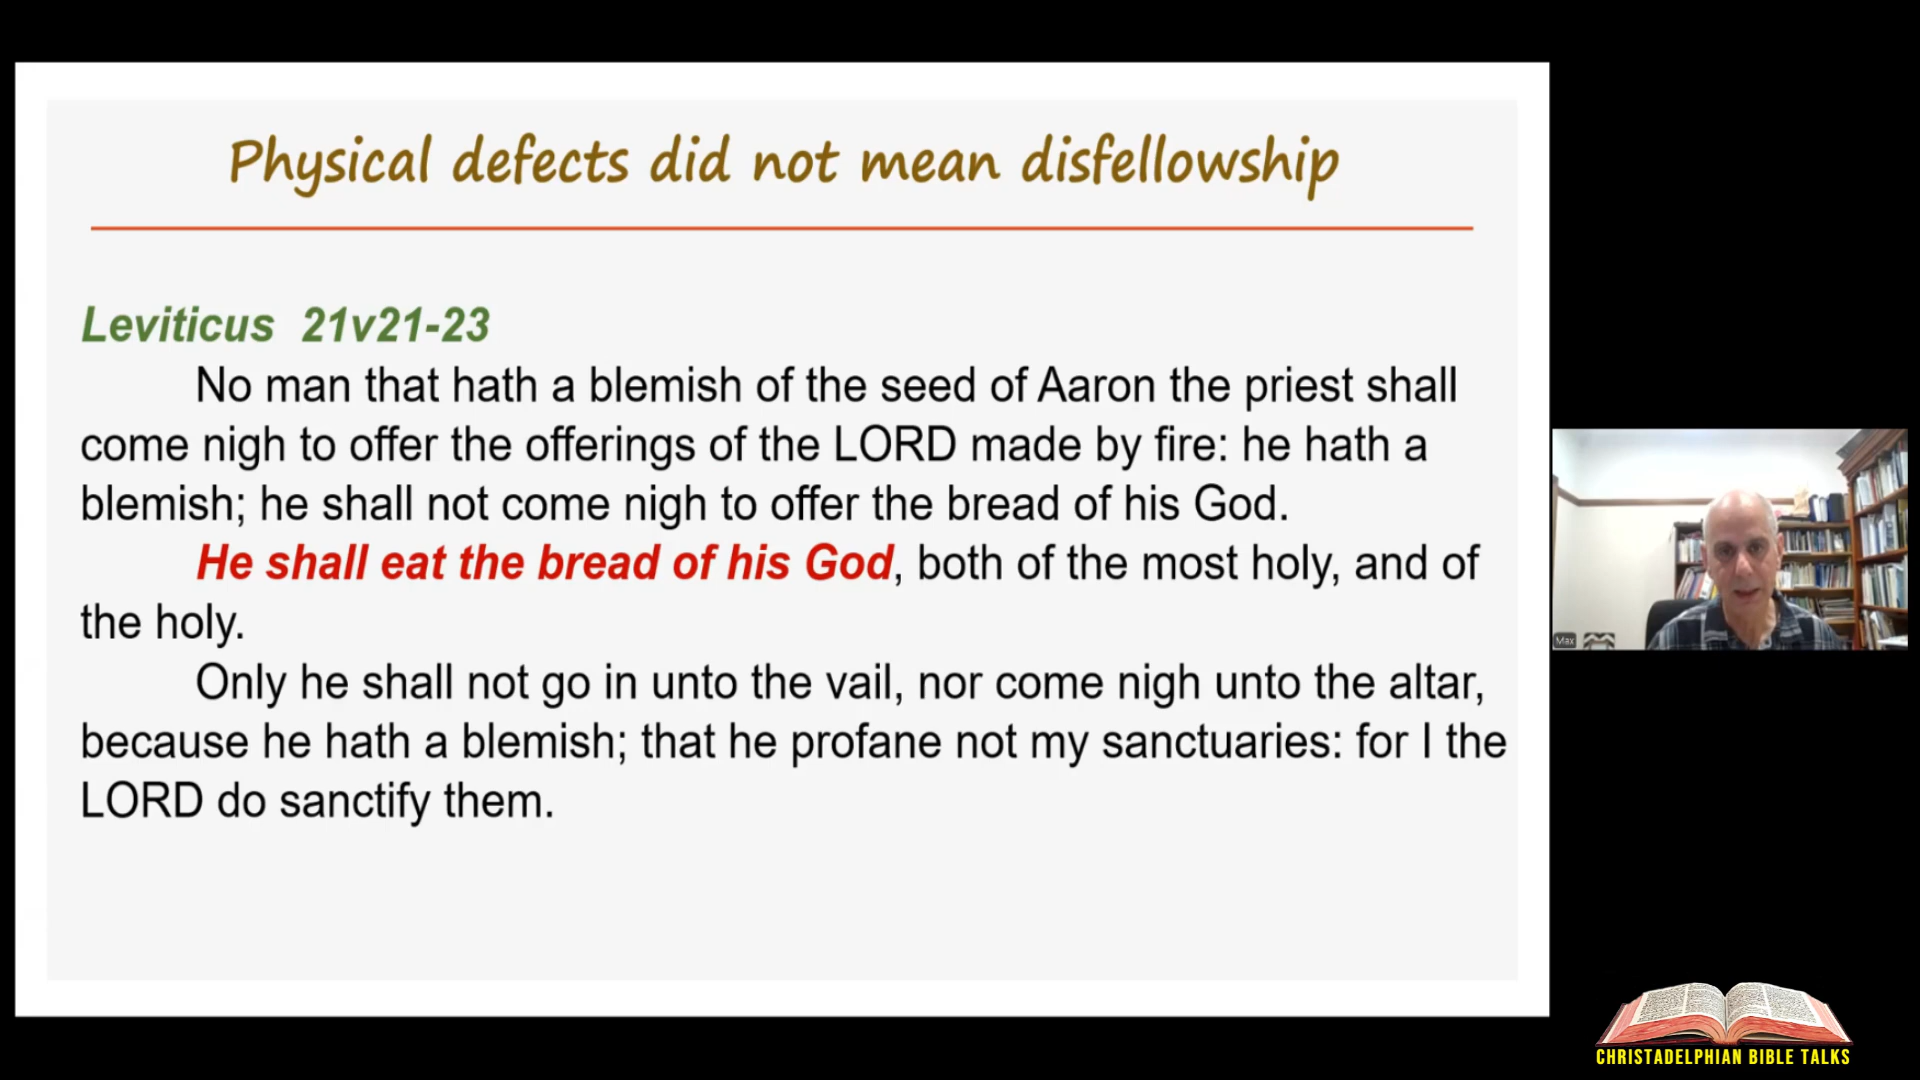 Physical defects did not mean disfellowship
Leviticus 21v21-23
No man that hath a blemish of the seed of Aaron the priest shall
come nigh to offer the offerings of the LORD made by fire: he hath a
blemish; he shall not come nigh to offer the bread of his God.
He shall eat the bread of his God, both of the most holy, and of
the holy.
Only he shall not go in unto the vail, nor come nigh unto the altar,
because he hath a blemish; that he profane not my sanctuaries: for I the
LORD do sanctify them.
Max
CHRISTADELPHIAN BIBLE TALKS